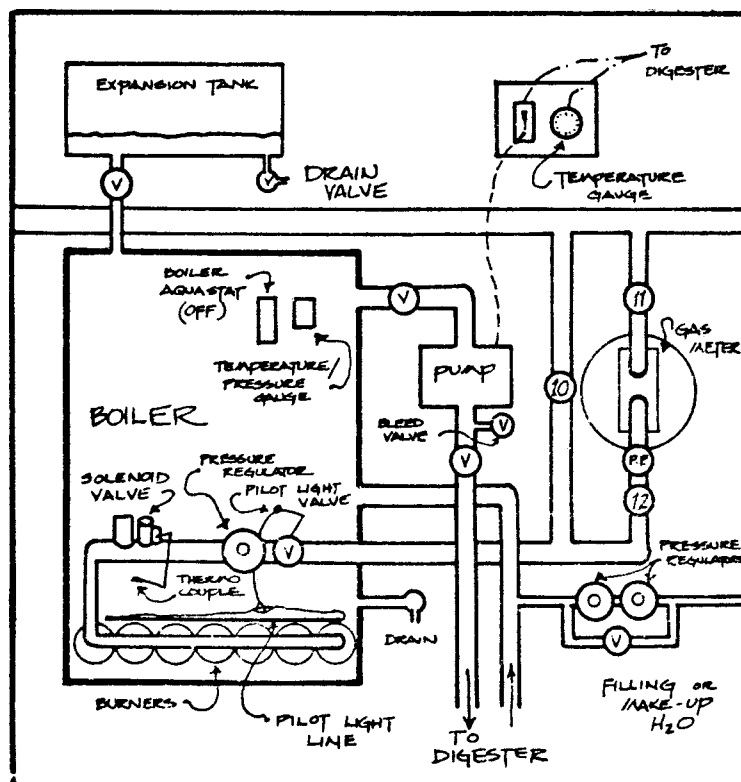 EXPANSION TANK
V
V
DRAIN
VALVE
TO
DIGESTER
TEMPERATURE
GAUGE
BOILER
AQUASTAT
(OFF)
TEMPERATURE/
PRESSURE
GAUGE
V
PUMP
BLEED
VALVE
V
V
11
GAS
METER
10
P.P
12
BOILER
SOLENOID
VALVE
PRESSURE
REGULATOR
PILOT LIGHT
VALVE
V
THERMO
COUPLE
DRAIN
BURNERS
PILOT LIGHT
LINE
TO
DIGESTER
PRESSURE
REGULATORS
V
FILLING OR
MAKE-UP
H2O